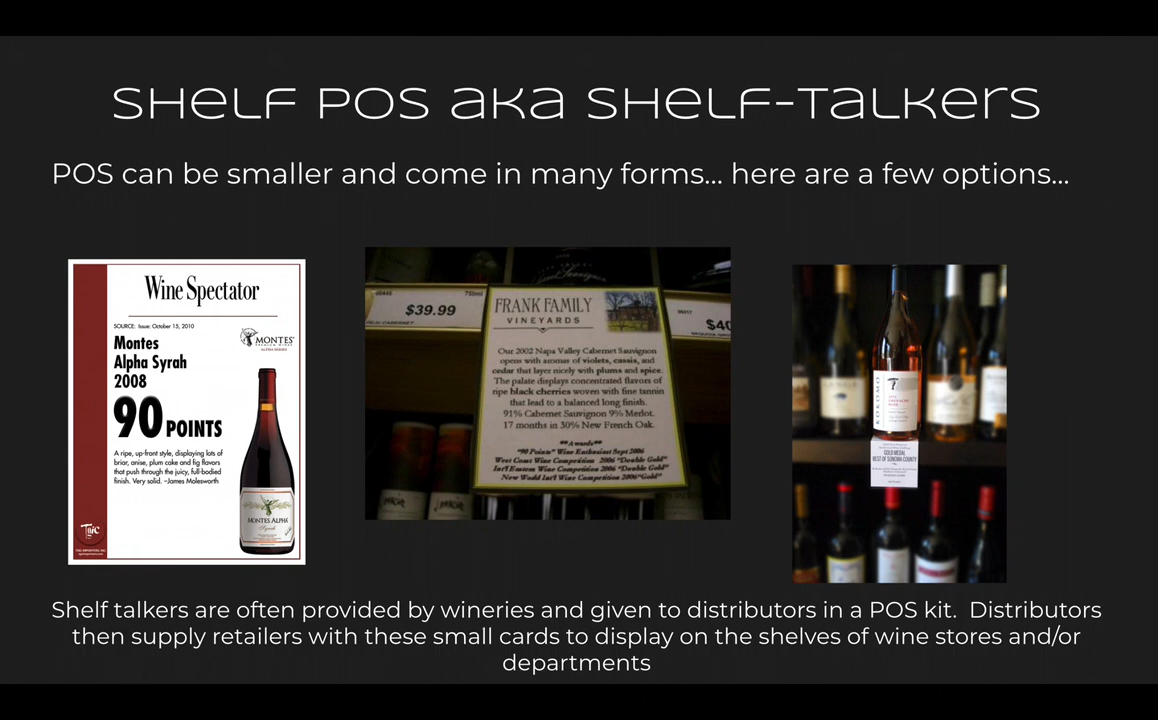 SHELF POS aka SHELF-TALKERS
POS can be smaller and come in many forms... here are a few options...
Wine Spectator
SOURCE: Issue: October 15, 2010
MONTES
ALPHA SERIES
Montes
Alpha Syrah
2008
90 POINTS
A ripe, up-front style, displaying lots of
briar, anise, plum cake and fig flavors
that push through the juicy, full-bodied
finish. Very solid. –James Molesworth
MONTES ALPHA
Syrah
$39.99
750ml
FRANK FAMILY
VINEYARDS
Our 2002 Napa Valley Cabernet Sauvignon
opens with aromas of violets, cassis, and
cedar that layer nicely with plums and spice.
The palate displays concentrated flavors of
ripe black cherries woven with fine tannin
that lead to a balanced long finish.
91% Cabernet Sauvignon 9% Merlot.
17 months in 30% New French Oak.
**Awards**
"90 Points" Wine Enthusiast Sept 2006
West Coast Wine Competition 2006 "Double Gold"
Int'l Eastern Wine Competition 2006 "Double Gold"
New World Int'l Wine Competition 2006 "Gold"
$40
KOKOMO
GOLD MEDAL
BEST OF SONOMA COUNTY
Shelf talkers are often provided by wineries and given to distributors in a POS kit. Distributors
then supply retailers with these small cards to display on the shelves of wine stores and/or
departments